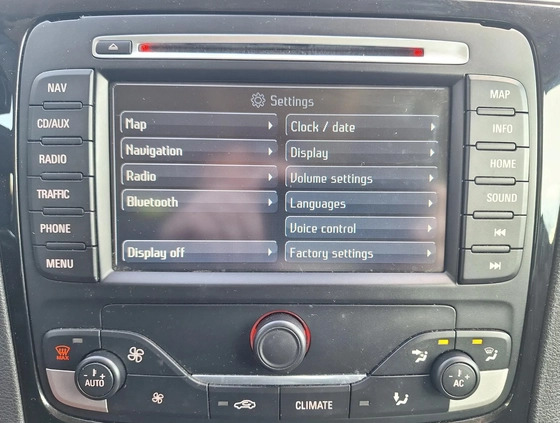 Settings
NAV
CD/AUX
RADIO
TRAFFIC
PHONE
MENU
Map
Navigation
Radio
Bluetooth
Display off
Clock / date
Display
Volume settings
Languages
Voice control
Factory settings
MAP
INFO
HOME
SOUND
MAX
AUTO
CLIMATE
AC